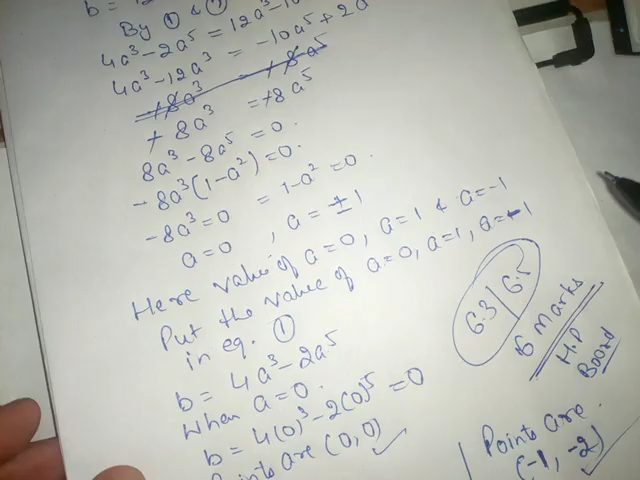 b = 12
By ① & ②
4a³-2a⁵ = 12a³-10
4a³-12a³ = -10a⁵+2a
+8a³ = +8a⁵
8a³-8a⁵ = 0.
-8a³(1-a²) = 0.
-8a³=0 = 1-a²=0.
a=0 , a= ±1
Here value of a=0, a=1 & a=-1
Put the value of a=0, a=1, a=-1
in eq. ①
b = 4a³-2a⁵
When a=0.
b = 4(0)³-2(0)⁵ = 0
Points are (0,0) ✓
6.3/6.5
6 Marks
H.P
Board
Points are.
(-1, -2) ✓